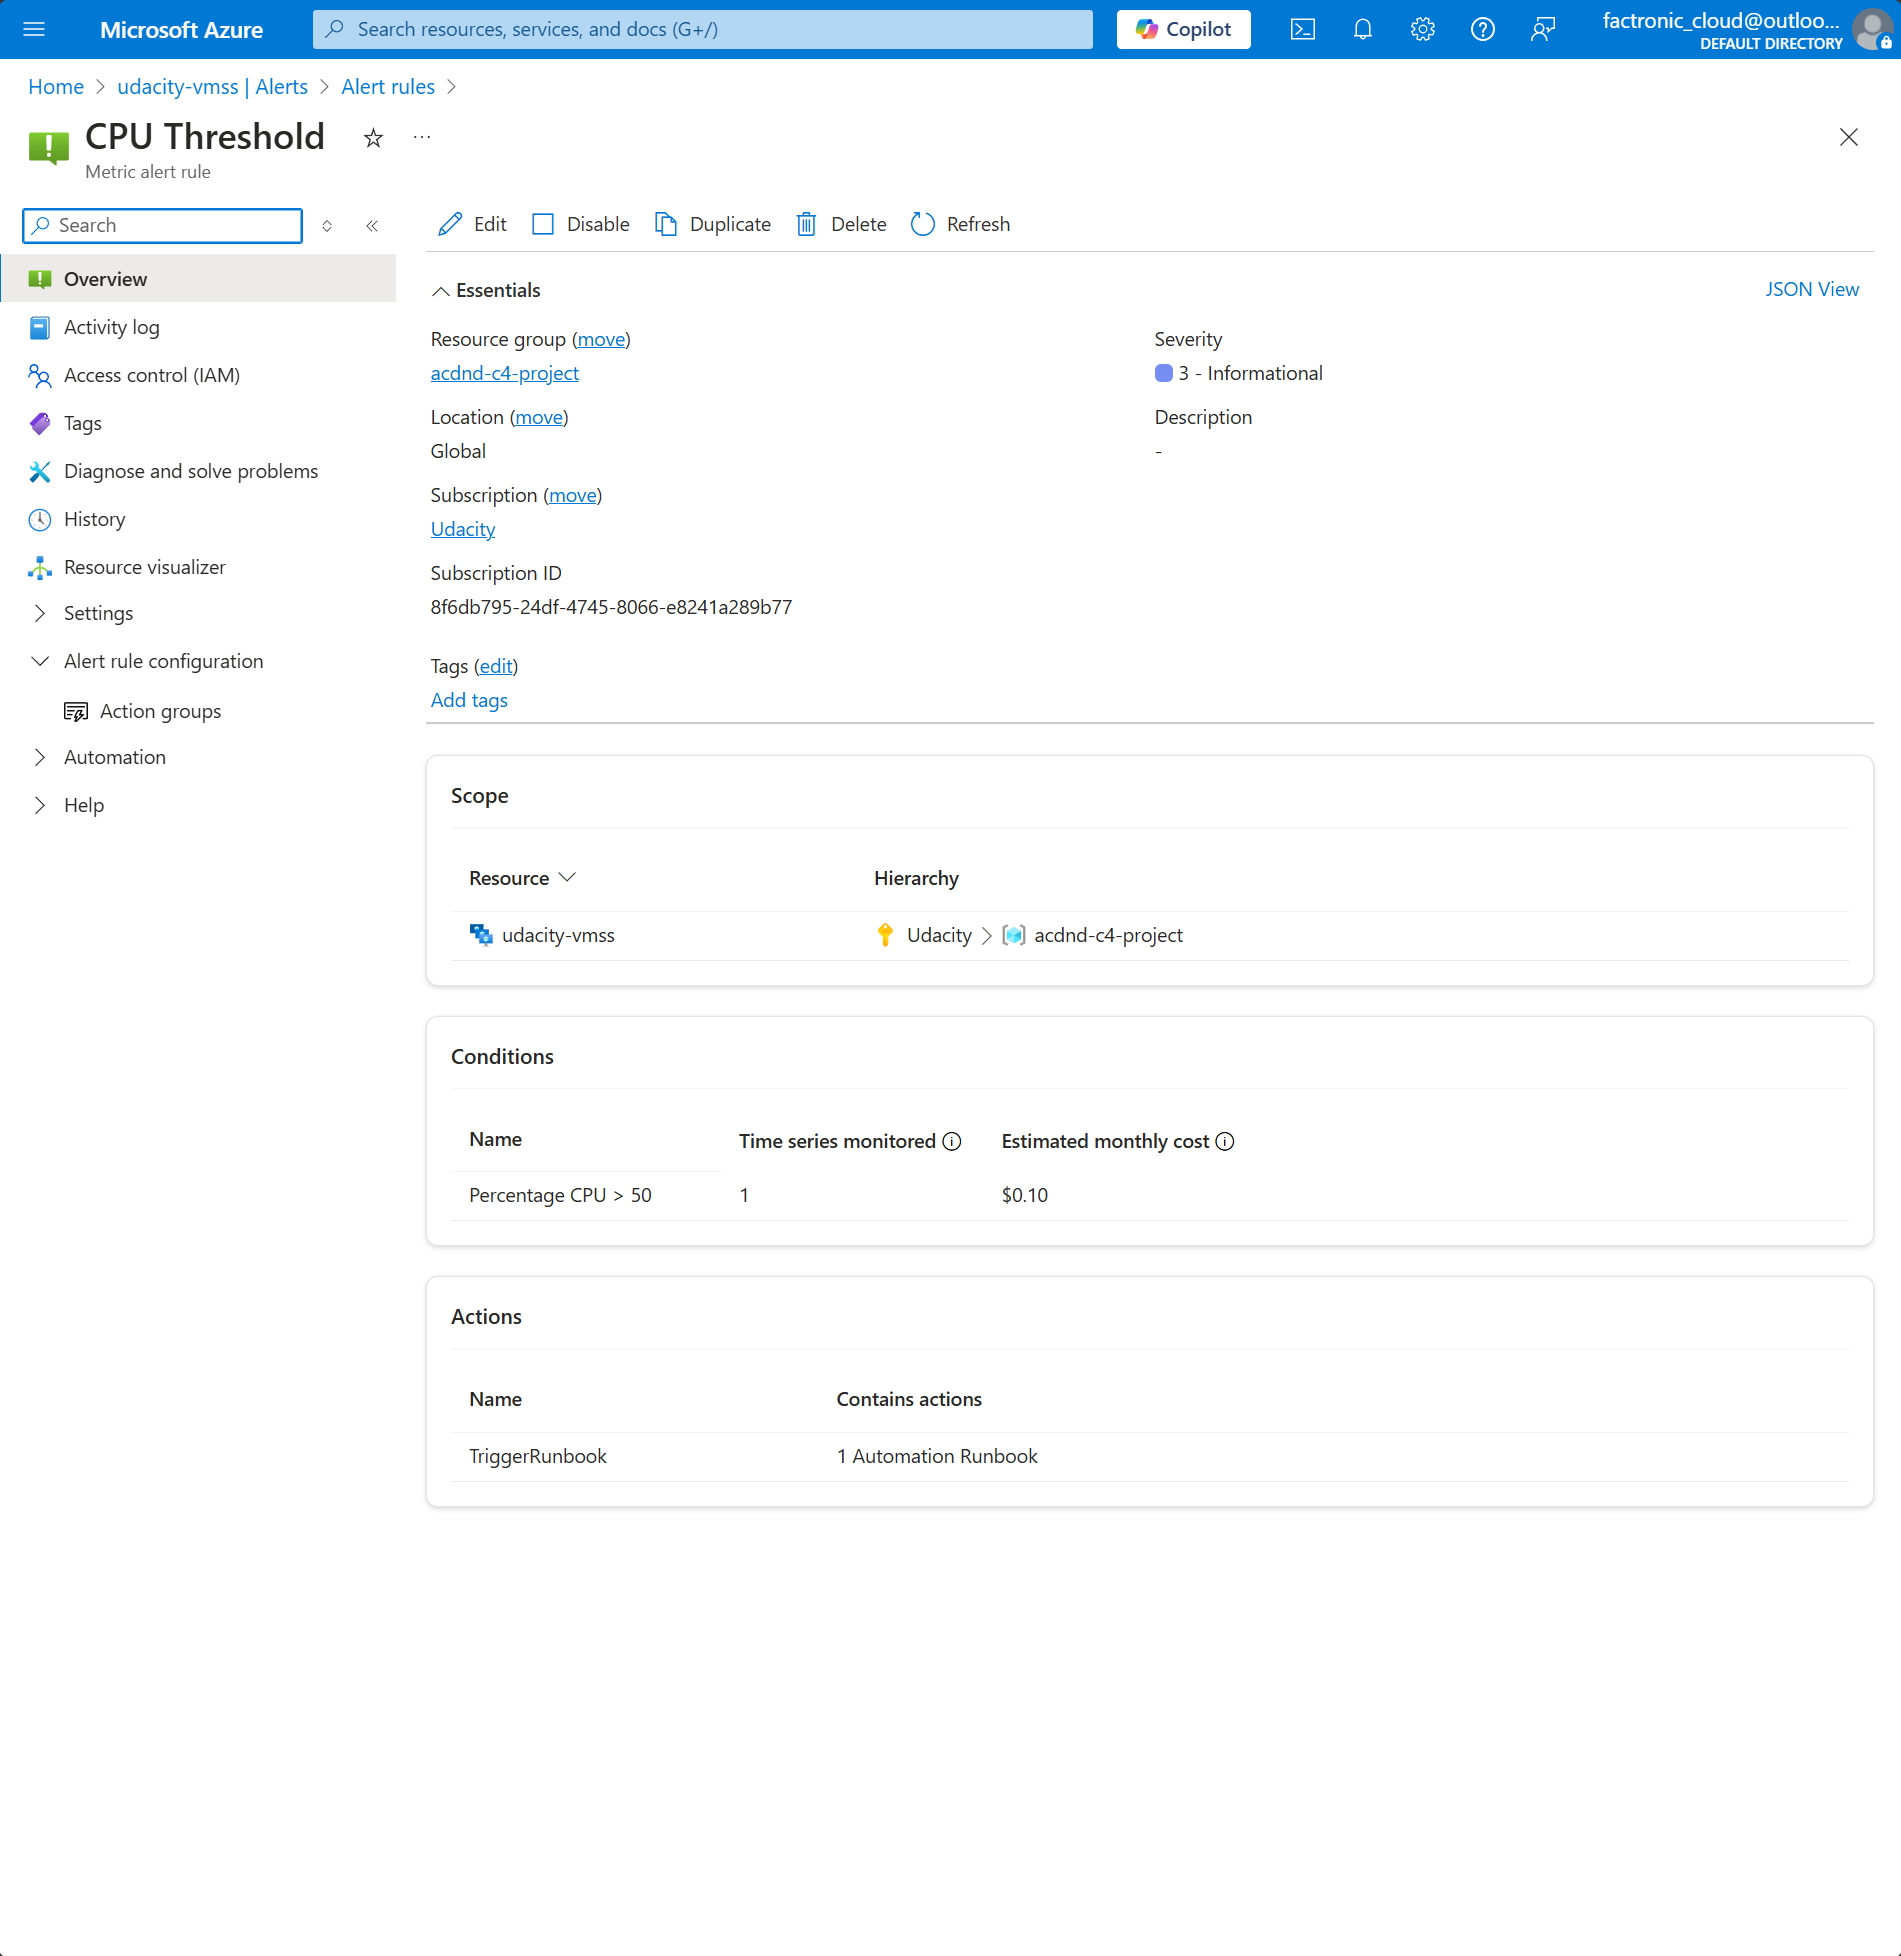 Microsoft Azure
Search resources, services, and docs (G+/)
Copilot
factronic_cloud@outloo...
DEFAULT DIRECTORY
Home > udacity-vmss | Alerts > Alert rules >
CPU Threshold
Metric alert rule
Search
Overview
Activity log
Access control (IAM)
Tags
Diagnose and solve problems
History
Resource visualizer
Settings
Alert rule configuration
Action groups
Automation
Help
Edit Disable Duplicate Delete Refresh
Essentials
JSON View
Resource group (move)
acdnd-c4-project
Location (move)
Global
Subscription (move)
Udacity
Subscription ID
8f6db795-24df-4745-8066-e8241a289b77
Severity
3 - Informational
Description
-
Tags (edit)
Add tags
Scope
Resource Hierarchy
udacity-vmss Udacity > acdnd-c4-project
Conditions
Name Time series monitored Estimated monthly cost
Percentage CPU > 50 1 $0.10
Actions
Name Contains actions
TriggerRunbook 1 Automation Runbook